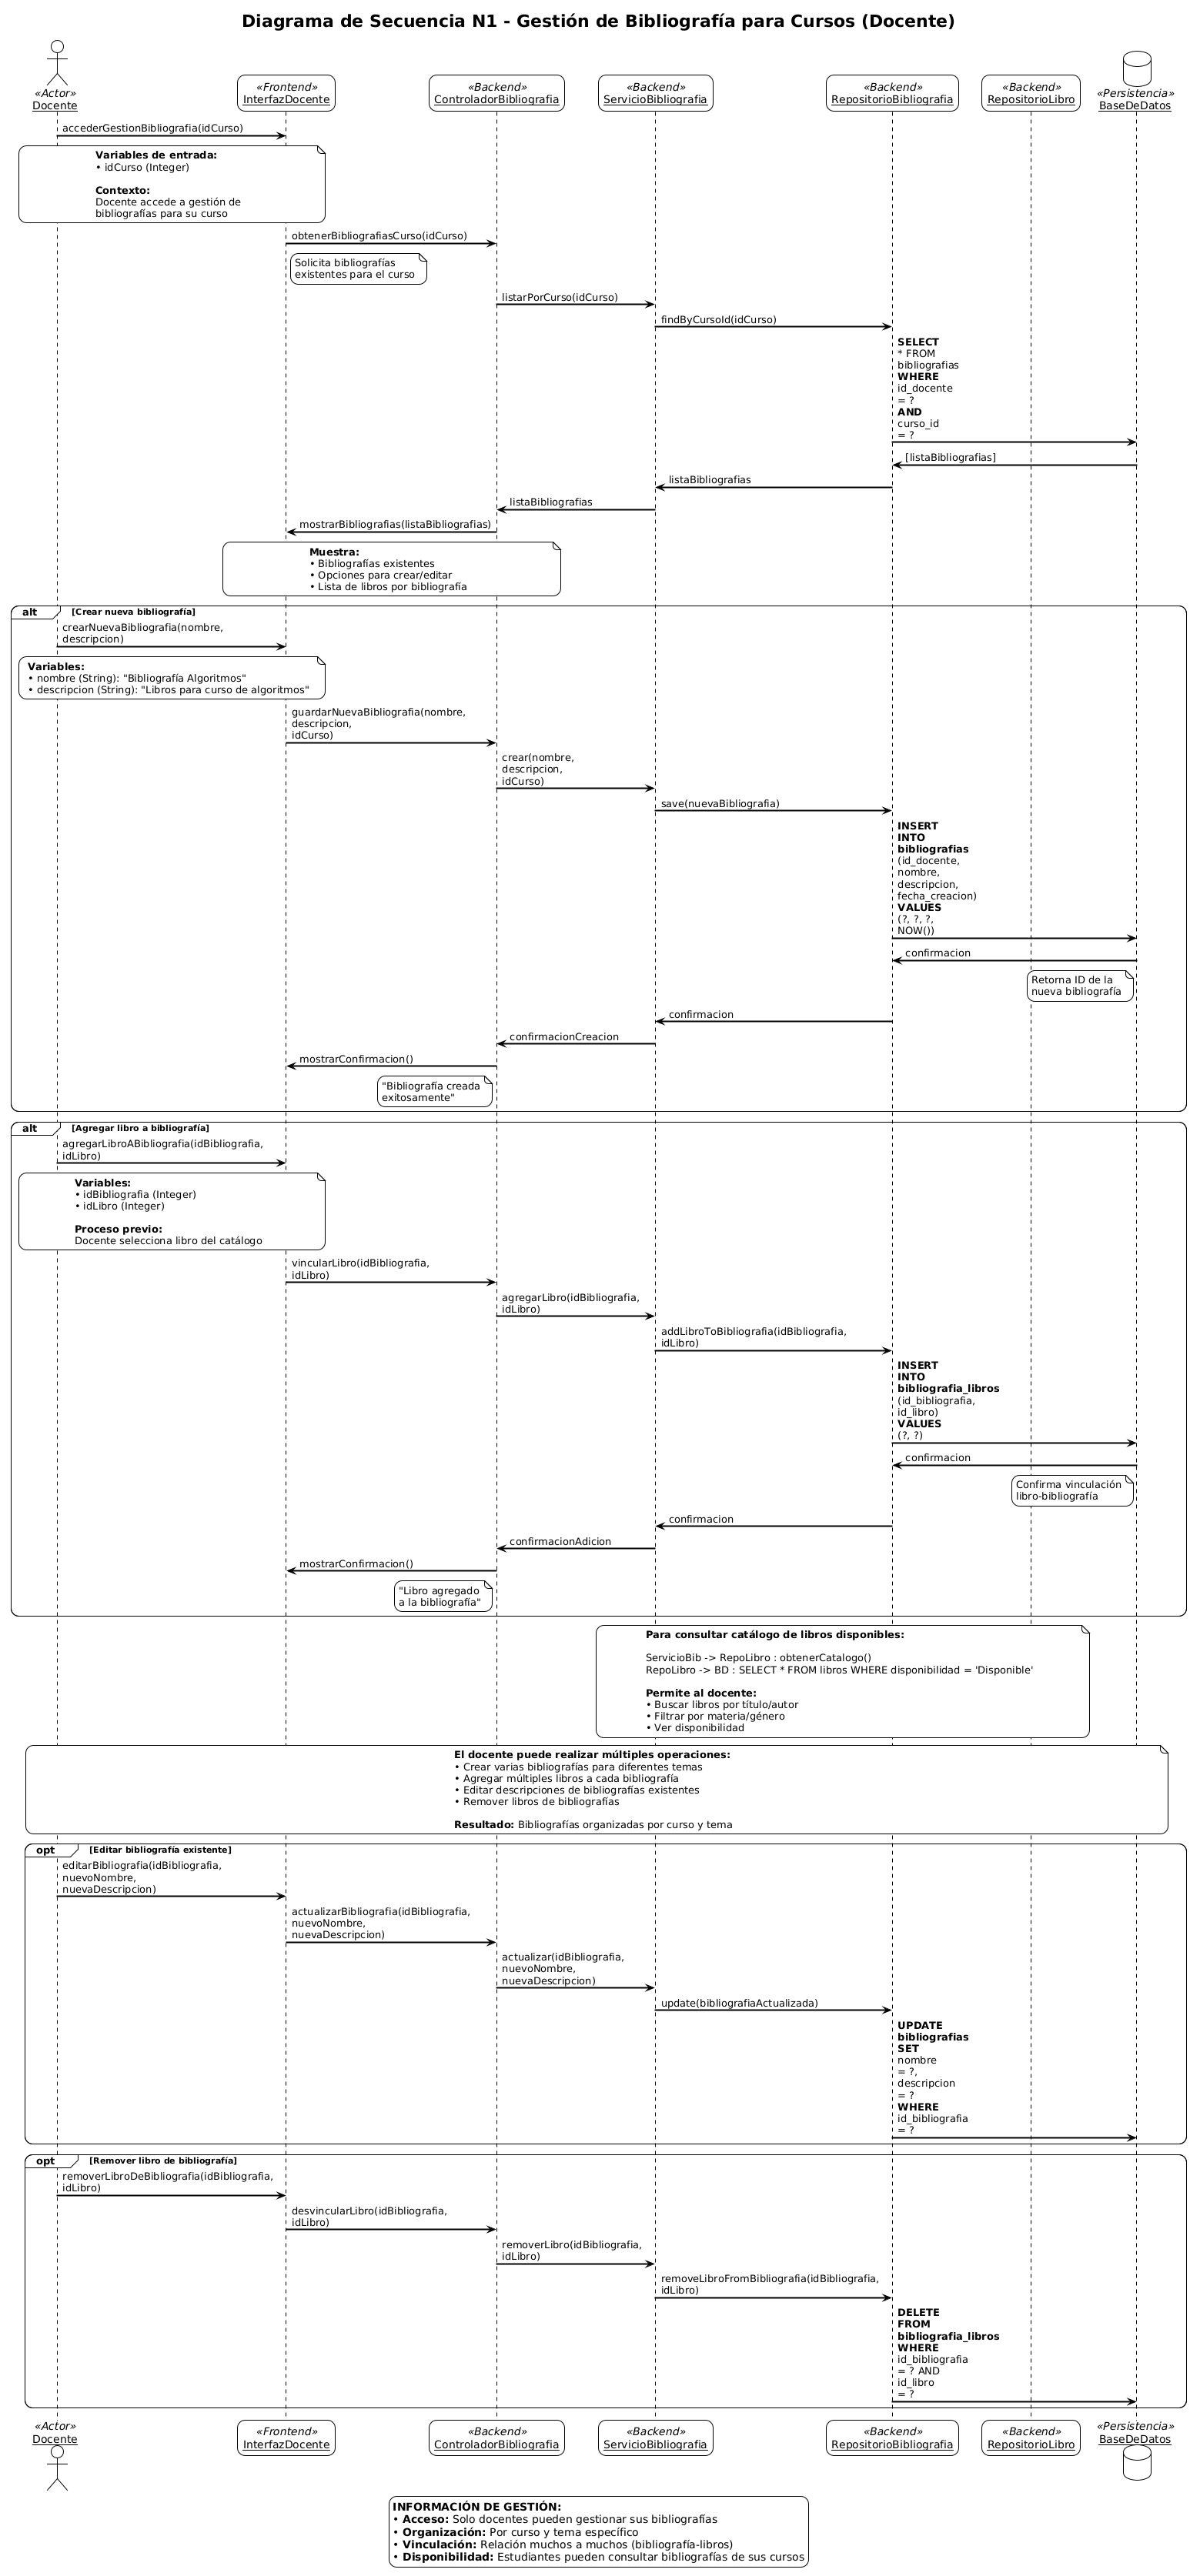 Diagrama de Secuencia N1 - Gestión de Bibliografía para Cursos (Docente)
«Actor»
Docente
«Frontend»
InterfazDocente
«Backend»
ControladorBibliografia
«Backend»
ServicioBibliografia
«Backend»
RepositorioBibliografia
«Backend»
RepositorioLibro
«Persistencia»
BaseDeDatos
accederGestionBibliografia(idCurso)
Variables de entrada:
• idCurso (Integer)
Contexto:
Docente accede a gestión de
bibliografías para su curso
obtenerBibliografiasCurso(idCurso)
Solicita bibliografías
existentes para el curso
listarPorCurso(idCurso)
findByCursoId(idCurso)
SELECT
* FROM
bibliografias
WHERE
id_docente
= ?
AND
curso_id
= ?
[listaBibliografias]
listaBibliografias
listaBibliografias
mostrarBibliografias(listaBibliografias)
Muestra:
• Bibliografías existentes
• Opciones para crear/editar
• Lista de libros por bibliografía
alt [Crear nueva bibliografía]
crearNuevaBibliografia(nombre,
descripcion)
Variables:
• nombre (String): "Bibliografía Algoritmos"
• descripcion (String): "Libros para curso de algoritmos"
guardarNuevaBibliografia(nombre,
descripcion,
idCurso)
crear(nombre,
descripcion,
idCurso)
save(nuevaBibliografia)
INSERT
INTO
bibliografias
(id_docente,
nombre,
descripcion,
fecha_creacion)
VALUES
(?, ?, ?,
NOW())
confirmacion
Retorna ID de la
nueva bibliografía
confirmacion
confirmacionCreacion
mostrarConfirmacion()
"Bibliografía creada
exitosamente"
alt [Agregar libro a bibliografía]
agregarLibroABibliografia(idBibliografia,
idLibro)
Variables:
• idBibliografia (Integer)
• idLibro (Integer)
Proceso previo:
Docente selecciona libro del catálogo
vincularLibro(idBibliografia,
idLibro)
agregarLibro(idBibliografia,
idLibro)
addLibroToBibliografia(idBibliografia,
idLibro)
INSERT
INTO
bibliografia_libros
(id_bibliografia,
id_libro)
VALUES
(?, ?)
confirmacion
Confirma vinculación
libro-bibliografía
confirmacion
confirmacionAdicion
mostrarConfirmacion()
"Libro agregado
a la bibliografía"
Para consultar catálogo de libros disponibles:
ServicioBib -> RepoLibro : obtenerCatalogo()
RepoLibro -> BD : SELECT * FROM libros WHERE disponibilidad = 'Disponible'
Permite al docente:
• Buscar libros por título/autor
• Filtrar por materia/género
• Ver disponibilidad
El docente puede realizar múltiples operaciones:
• Crear varias bibliografías para diferentes temas
• Agregar múltiples libros a cada bibliografía
• Editar descripciones de bibliografías existentes
• Remover libros de bibliografías
Resultado: Bibliografías organizadas por curso y tema
opt [Editar bibliografía existente]
editarBibliografia(idBibliografia,
nuevoNombre,
nuevaDescripcion)
actualizarBibliografia(idBibliografia,
nuevoNombre,
nuevaDescripcion)
actualizar(idBibliografia,
nuevoNombre,
nuevaDescripcion)
update(bibliografiaActualizada)
UPDATE
bibliografias
SET
nombre
= ?,
descripcion
= ?
WHERE
id_bibliografia
= ?
opt [Remover libro de bibliografía]
removerLibroDeBibliografia(idBibliografia,
idLibro)
desvincularLibro(idBibliografia,
idLibro)
removerLibro(idBibliografia,
idLibro)
removeLibroFromBibliografia(idBibliografia,
idLibro)
DELETE
FROM
bibliografia_libros
WHERE
id_bibliografia
= ? AND
id_libro
= ?
«Actor»
Docente
«Frontend»
InterfazDocente
«Backend»
ControladorBibliografia
«Backend»
ServicioBibliografia
«Backend»
RepositorioBibliografia
«Backend»
RepositorioLibro
«Persistencia»
BaseDeDatos
INFORMACIÓN DE GESTIÓN:
• Acceso: Solo docentes pueden gestionar sus bibliografías
• Organización: Por curso y tema específico
• Vinculación: Relación muchos a muchos (bibliografía-libros)
• Disponibilidad: Estudiantes pueden consultar bibliografías de sus cursos